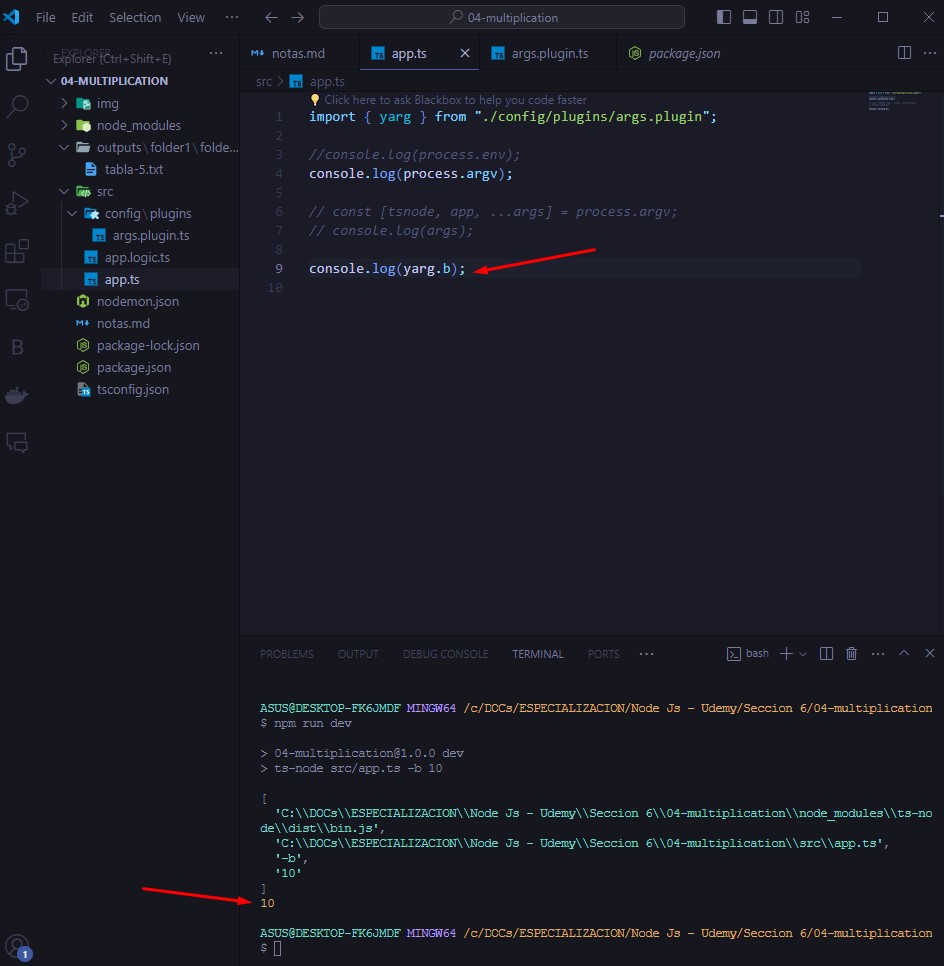 File Edit Selection View ··· 04-multiplication
EXPLORER
Explorer (Ctrl+Shift+E)
04-MULTIPLICATION
img
node_modules
outputs\folder1\folde...
tabla-5.txt
src
config\plugins
args.plugin.ts
app.logic.ts
app.ts
nodemon.json
notas.md
package-lock.json
package.json
tsconfig.json
B
1
notas.md app.ts args.plugin.ts package.json
src > app.ts
Click here to ask Blackbox to help you code faster
1 import { yarg } from "./config/plugins/args.plugin";
2
3 //console.log(process.env);
4 console.log(process.argv);
5
6 // const [tsnode, app, ...args] = process.argv;
7 // console.log(args);
8
9 console.log(yarg.b);
10
PROBLEMS OUTPUT DEBUG CONSOLE TERMINAL PORTS ··· bash
ASUS@DESKTOP-FK6JMDF MINGW64 /c/DOCs/ESPECIALIZACION/Node Js - Udemy/Seccion 6/04-multiplication
$ npm run dev
> 04-multiplication@1.0.0 dev
> ts-node src/app.ts -b 10
[
'C:\\DOCs\\ESPECIALIZACION\\Node Js - Udemy\\Seccion 6\\04-multiplication\\node_modules\\ts-no
de\\dist\\bin.js',
'C:\\DOCs\\ESPECIALIZACION\\Node Js - Udemy\\Seccion 6\\04-multiplication\\src\\app.ts',
'-b',
'10'
]
10
ASUS@DESKTOP-FK6JMDF MINGW64 /c/DOCs/ESPECIALIZACION/Node Js - Udemy/Seccion 6/04-multiplication
$